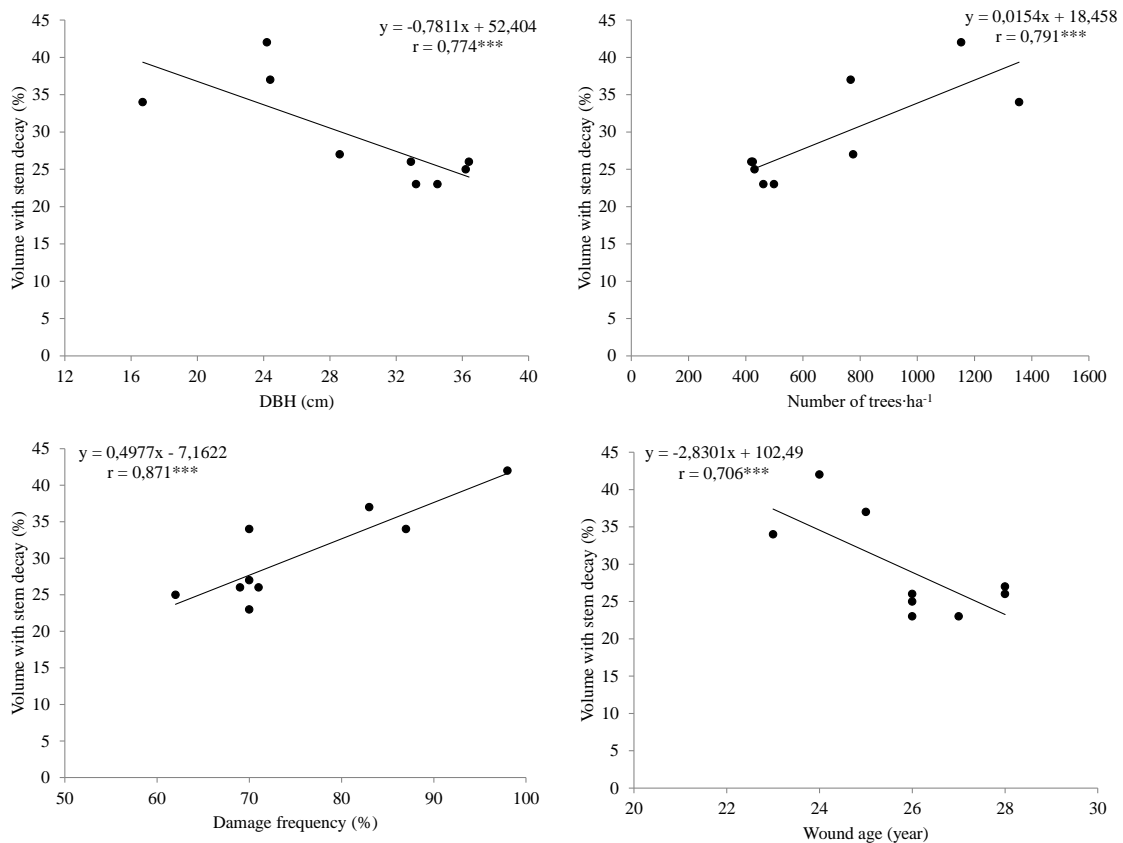 y = -0,7811x + 52,404
r = 0,774***
45
40
35
30
25
20
15
10
5
0
Volume with stem decay (%)
12 16 20 24 28 32 36 40
DBH (cm)
y = 0,0154x + 18,458
r = 0,791***
45
40
35
30
25
20
15
10
5
0
Volume with stem decay (%)
0 200 400 600 800 1000 1200 1400 1600
Number of trees·ha-1
y = 0,4977x - 7,1622
r = 0,871***
45
40
35
30
25
20
15
10
5
0
Volume with stem decay (%)
50 60 70 80 90 100
Damage frequency (%)
y = -2,8301x + 102,49
r = 0,706***
45
40
35
30
25
20
15
10
5
0
Volume with stem decay (%)
20 22 24 26 28 30
Wound age (year)